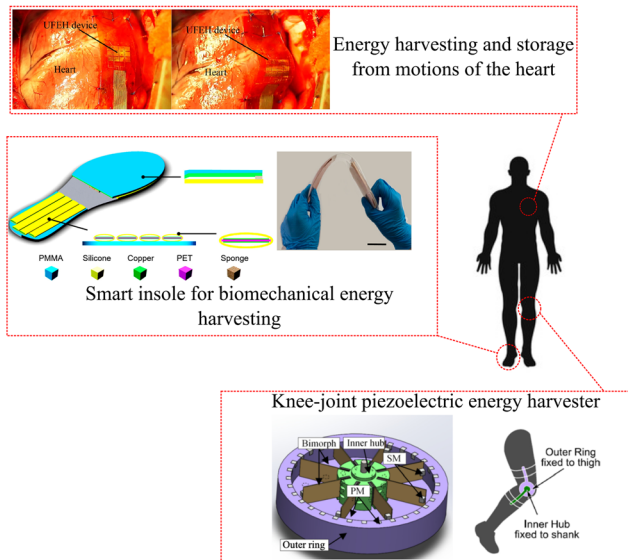 UFEH device
UFEH device
Heart
Heart
Energy harvesting and storage
from motions of the heart
PMMA Silicone Copper PET Sponge
Smart insole for biomechanical energy
harvesting
Knee-joint piezoelectric energy harvester
Bimorph
Inner hub
SM
PM
Outer ring
Outer Ring
fixed to thigh
Inner Hub
fixed to shank